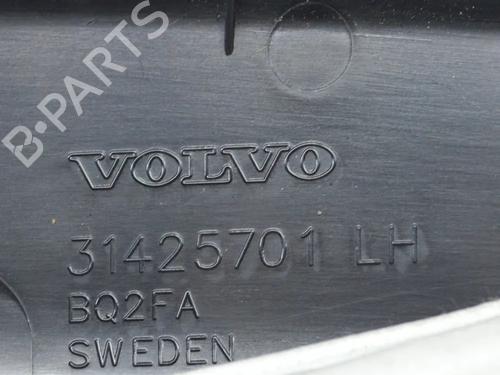 B-PARTS
VOLVO
31425701 LH
BQ2FA
SWEDEN